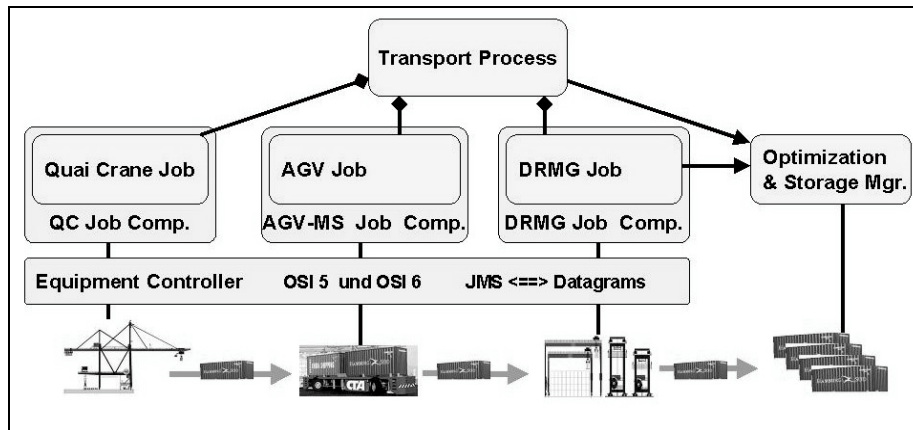 Transport Process
Quai Crane Job
AGV Job
DRMG Job
Optimization
& Storage Mgr.
QC Job Comp.
AGV-MS Job Comp.
DRMG Job Comp.
Equipment Controller OSI 5 und OSI 6 JMS <==> Datagrams
CTA